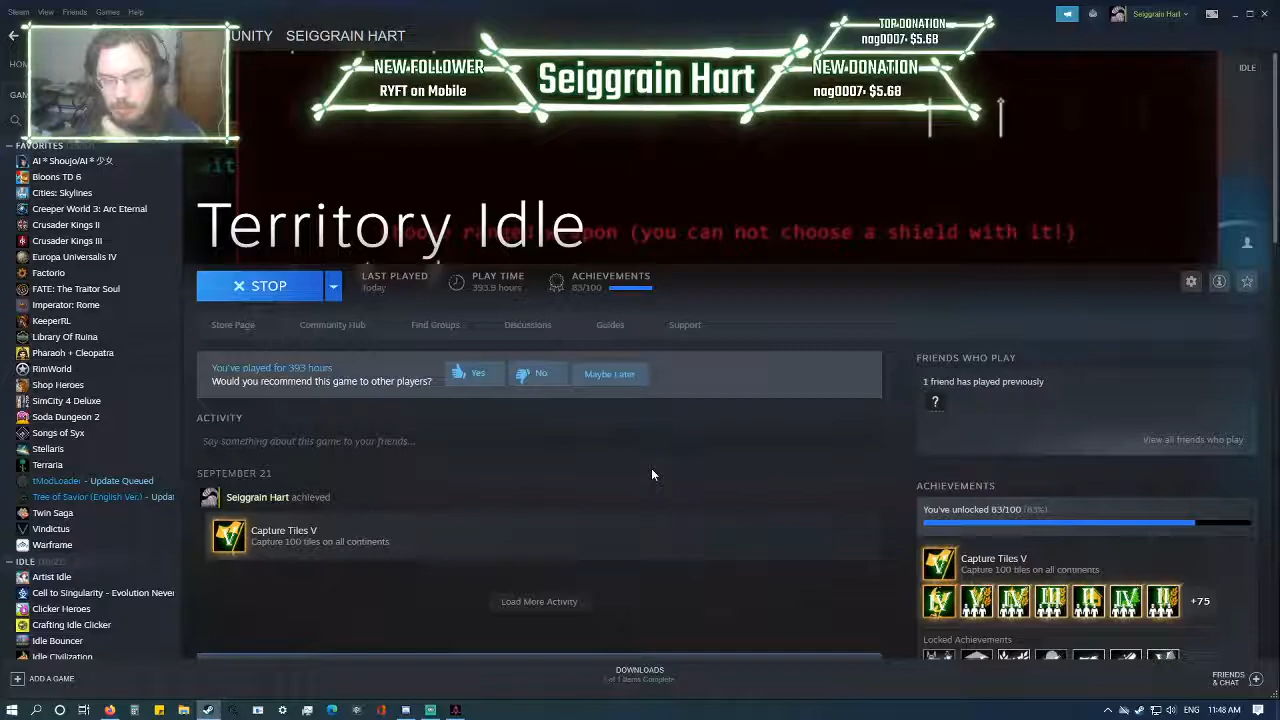 Steam View Friends Games Help
Seiggrain Hart
UNITY SEIGGRAIN HART
TOP DONATION
nag0007: $5.68
NEW FOLLOWER
RYFT on Mobile
Seiggrain Hart
NEW DONATION
nag0007: $5.68
IDLE
HO
GAM
FAVORITES
AI*Shoujo/AI*少女
Bloons TD 6
Cities: Skylines
Creeper World 3: Arc Eternal
Crusader Kings II
Crusader Kings III
Europa Universalis IV
Factorio
FATE: The Traitor Soul
Imperator: Rome
KeeperRL
Library Of Ruina
Pharaoh + Cleopatra
RimWorld
Shop Heroes
SimCity 4 Deluxe
Soda Dungeon 2
Songs of Syx
Stellaris
Terraria
tModLoader - Update Queued
Tree of Savior (English Ver.) - Upda
Twin Saga
Vindictus
Warframe
IDLE
Artist Idle
Cell to Singularity - Evolution Never
Clicker Heroes
Crafting Idle Clicker
Idle Bouncer
Idle Civilization
ADD A GAME
Territory Idle
(you can not choose a shield with it!)
STOP
LAST PLAYED
Today
PLAY TIME
393.9 hours
ACHIEVEMENTS
83/100
Store Page Community Hub Find Groups Discussions Guides Support
You've played for 393 hours
Would you recommend this game to other players?
Yes No Maybe Later
ACTIVITY
Say something about this game to your friends...
SEPTEMBER 21
Seiggrain Hart achieved
Capture Tiles V
Capture 100 tiles on all continents
Load More Activity
FRIENDS WHO PLAY
1 friend has played previously
?
View all friends who play
ACHIEVEMENTS
You've unlocked 83/100 (83%)
Capture Tiles V
Capture 100 tiles on all continents
+75
Locked Achievements
DOWNLOADS
1 of 1 Items Complete
FRIENDS
& CHAT
ENG
11:48 AM